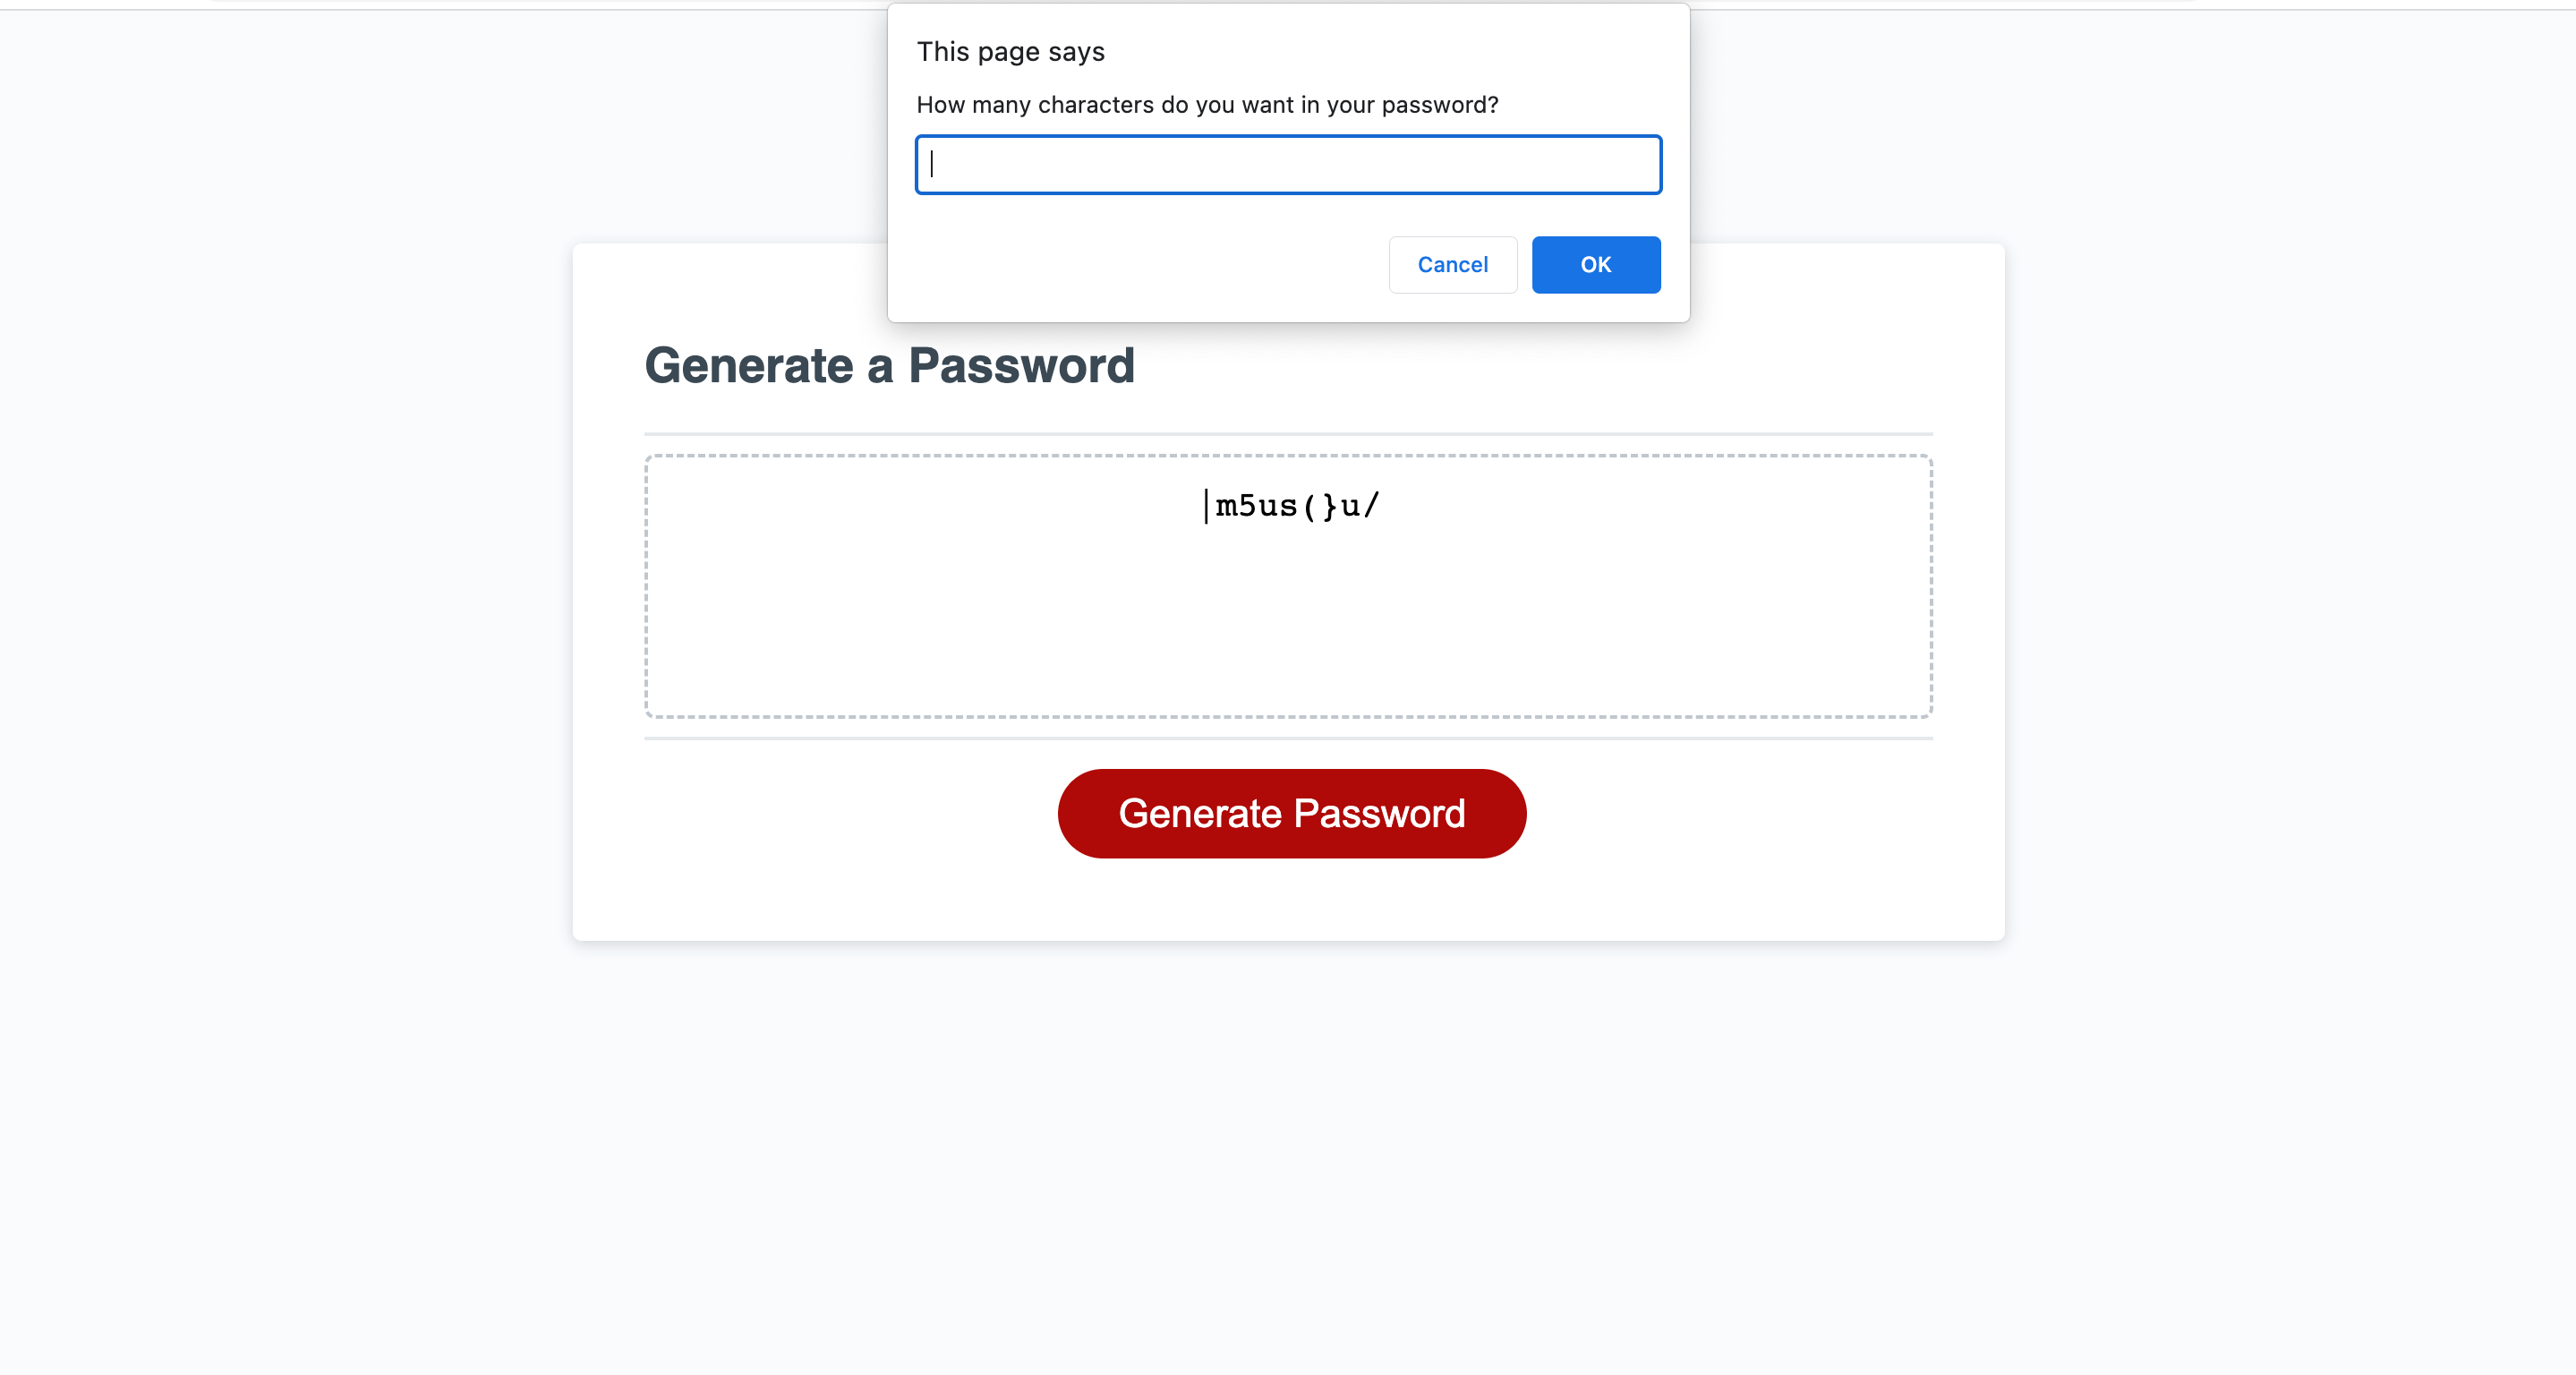 This page says
How many characters do you want in your password?
Cancel
OK
Generate a Password
|m5us(}u/
Generate Password